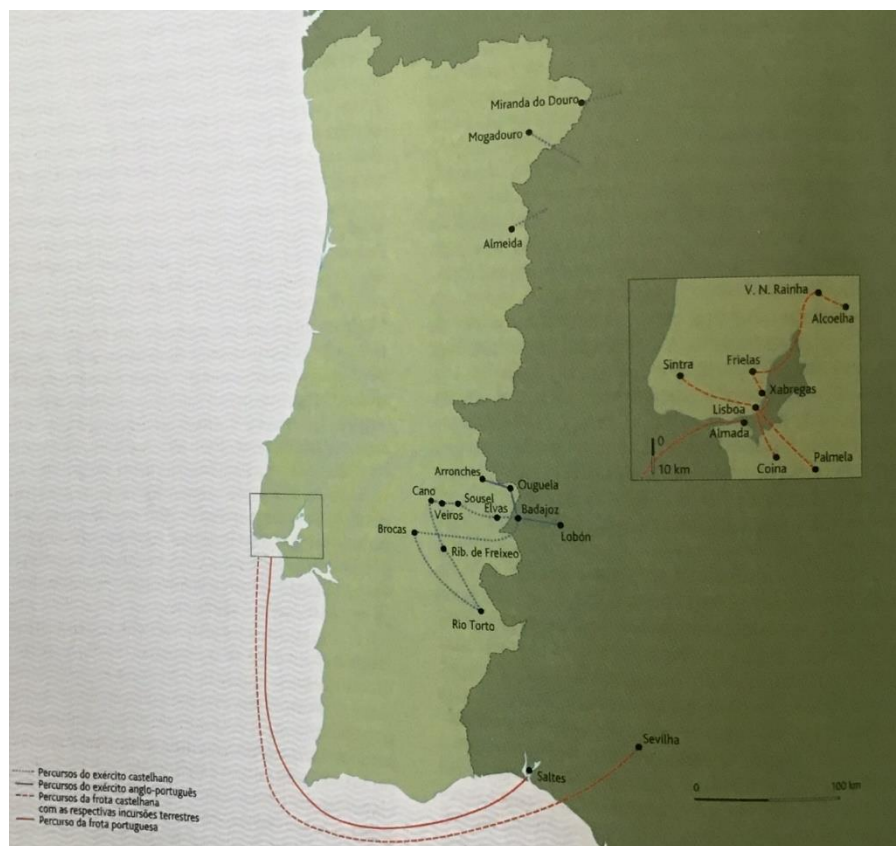 Miranda do Douro
Mogadouro
Almeida
V. N. Rainha
Alcoelha
Frielas
Sintra
Xabregas
Lisboa
Almada
0
10 km
Coina
Palmela
Arronches
Ouguela
Cano
Sousel
Veiros
Elvas
Badajoz
Brocas
Lobón
Rib. de Freixeo
Rio Torto
Sevilha
Saltes
0
100 km
Percursos do exército castelhano
Percursos do exército anglo-português
Percursos da frota castelhana
com as respectivas incursões terrestres
Percurso da frota portuguesa